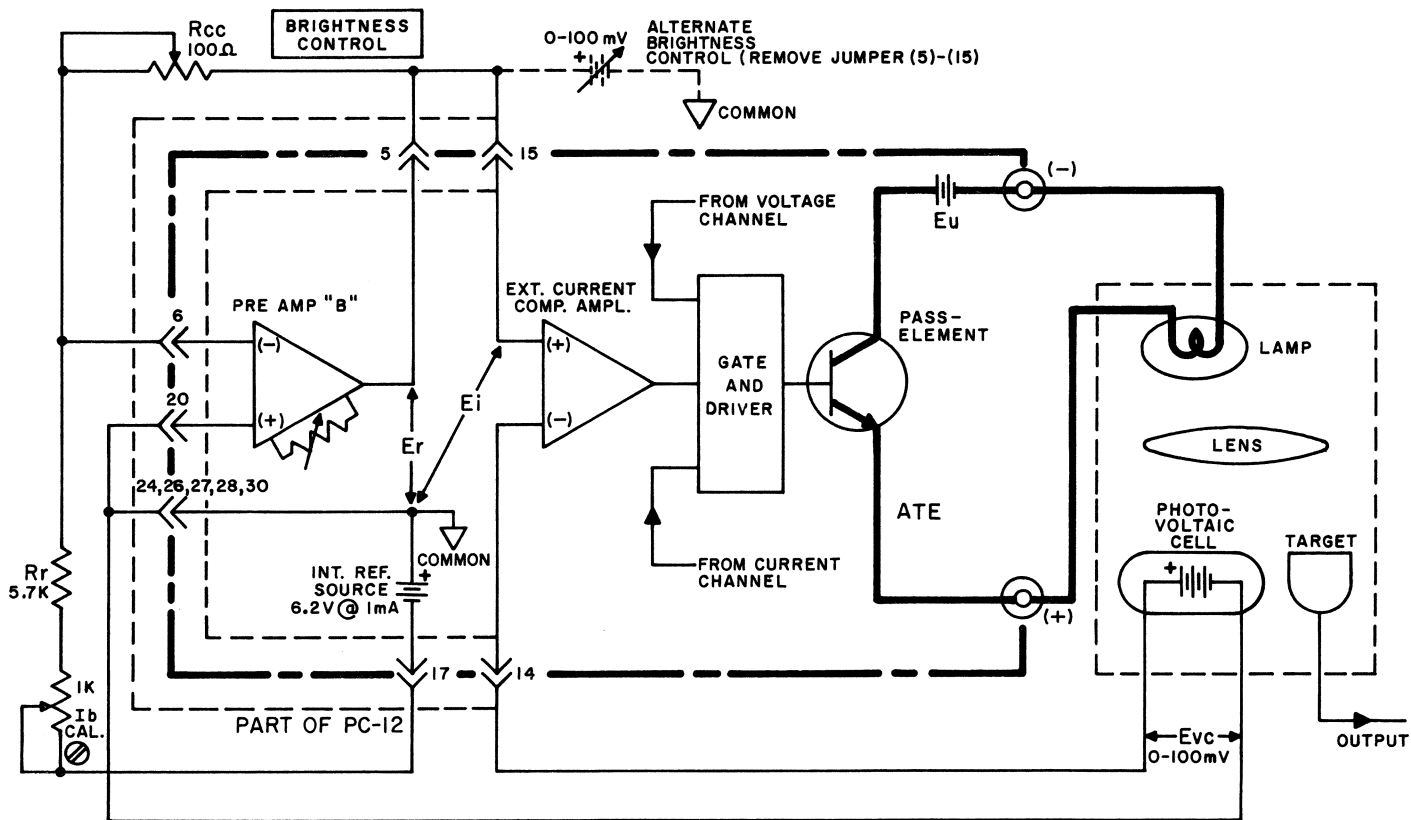 Rcc
100Ω
BRIGHTNESS
CONTROL
0-100 mV
+
ALTERNATE
BRIGHTNESS
CONTROL (REMOVE JUMPER (5)-(15)
COMMON
5
15
(-)
FROM VOLTAGE
CHANNEL
Eu
PRE AMP "B"
EXT. CURRENT
COMP. AMPL.
PASS-
ELEMENT
6
(-)
20
(+)
Er
Ei
(+)
(-)
GATE
AND
DRIVER
LAMP
LENS
24,26,27,28,30
COMMON
ATE
PHOTO-
VOLTAIC
CELL
+
TARGET
FROM CURRENT
CHANNEL
Rr
5.7K
INT. REF.
SOURCE
6.2V@1mA
+
(+)
1K
Ib
CAL.
17
14
PART OF PC-12
Evc
0-100mV
OUTPUT